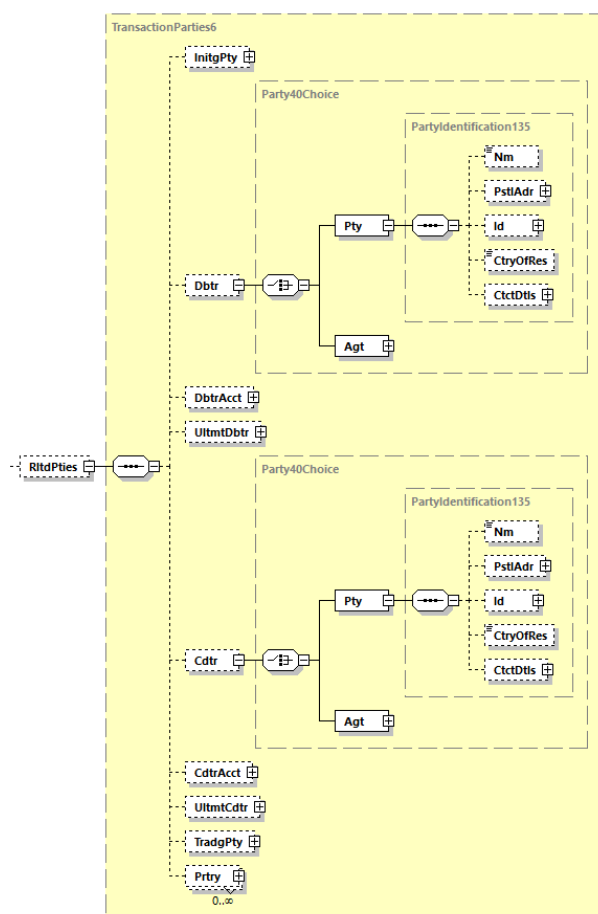 TransactionParties6
InitgPty
Party40Choice
PartyIdentification135
Nm
PstlAdr
Pty
Id
CtryOfRes
Dbtr
CtctDtls
Agt
DbtrAcct
UltmtDbtr
RltdPties
Party40Choice
PartyIdentification135
Nm
PstlAdr
Pty
Id
CtryOfRes
Cdtr
CtctDtls
Agt
CdtrAcct
UltmtCdtr
TradgPty
Prtry
0..∞